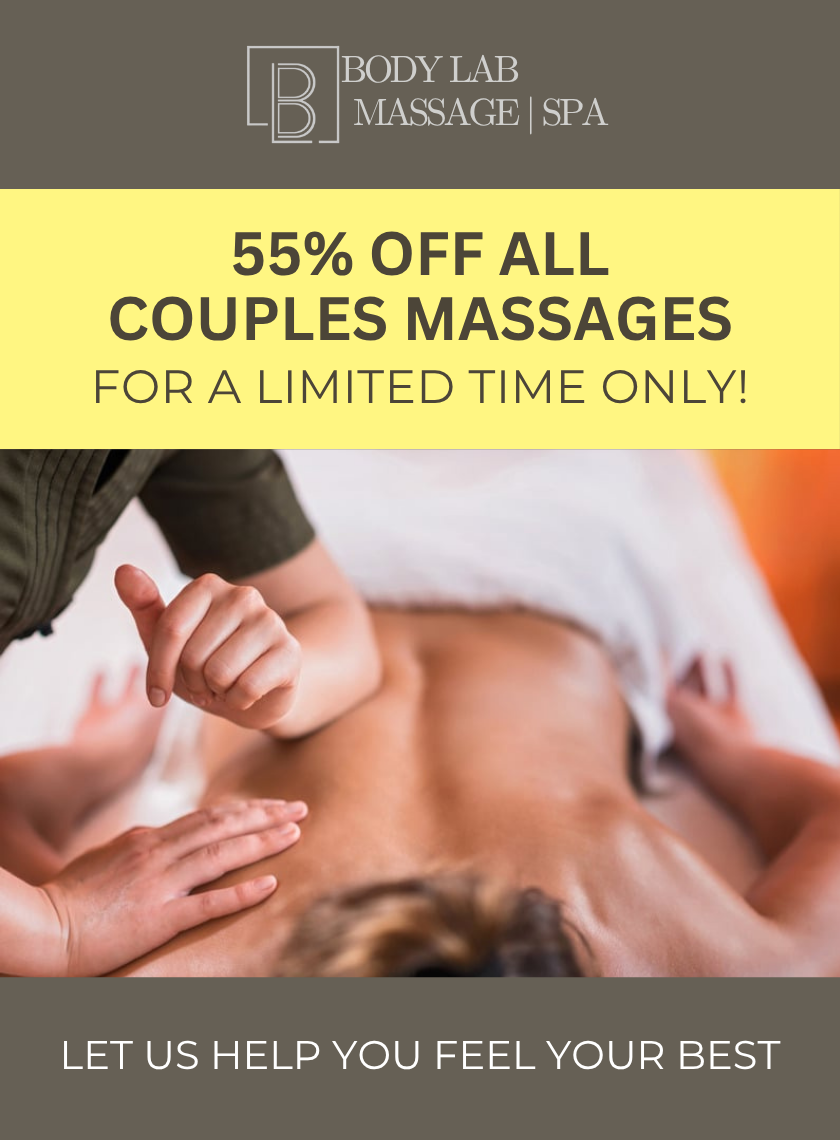 B
BODY LAB
MASSAGE | SPA
55% OFF ALL
COUPLES MASSAGES
FOR A LIMITED TIME ONLY!
LET US HELP YOU FEEL YOUR BEST